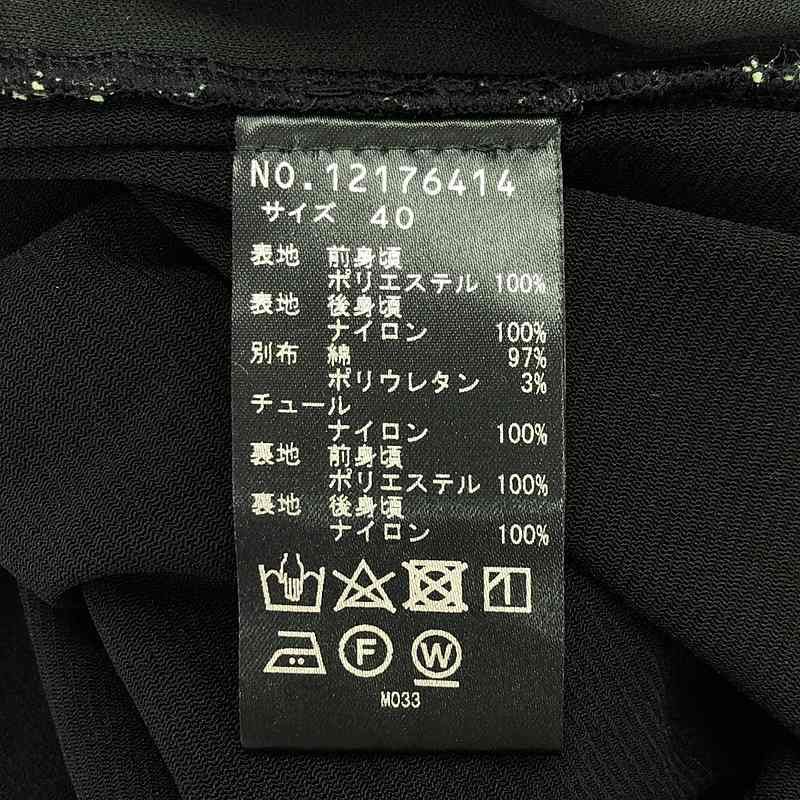 NO.12176414
サイズ 40
表地 前身頃
ポリエステル 100%
表地 後身頃
ナイロン 100%
別布 綿 97%
ポリウレタン 3%
チュール
ナイロン 100%
裏地 前身頃
ポリエステル 100%
裏地 後身頃
ナイロン 100%
F W
M033